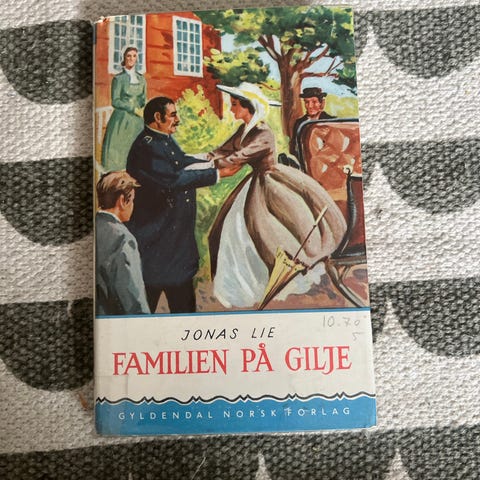 JONAS LIE
10.70
5
FAMILIEN PÅ GILJE
GYLDENDAL NORSK FORLAG